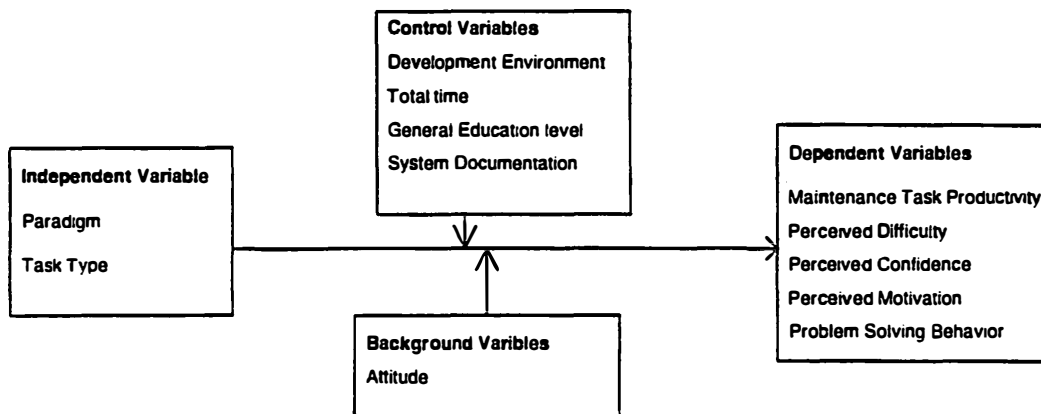 Control Variables
Development Environment
Total time
General Education level
System Documentation
Independent Variable
Paradigm
Task Type
Dependent Variables
Maintenance Task Productivity
Perceived Difficulty
Perceived Confidence
Perceived Motivation
Problem Solving Behavior
Background Varibles
Attitude